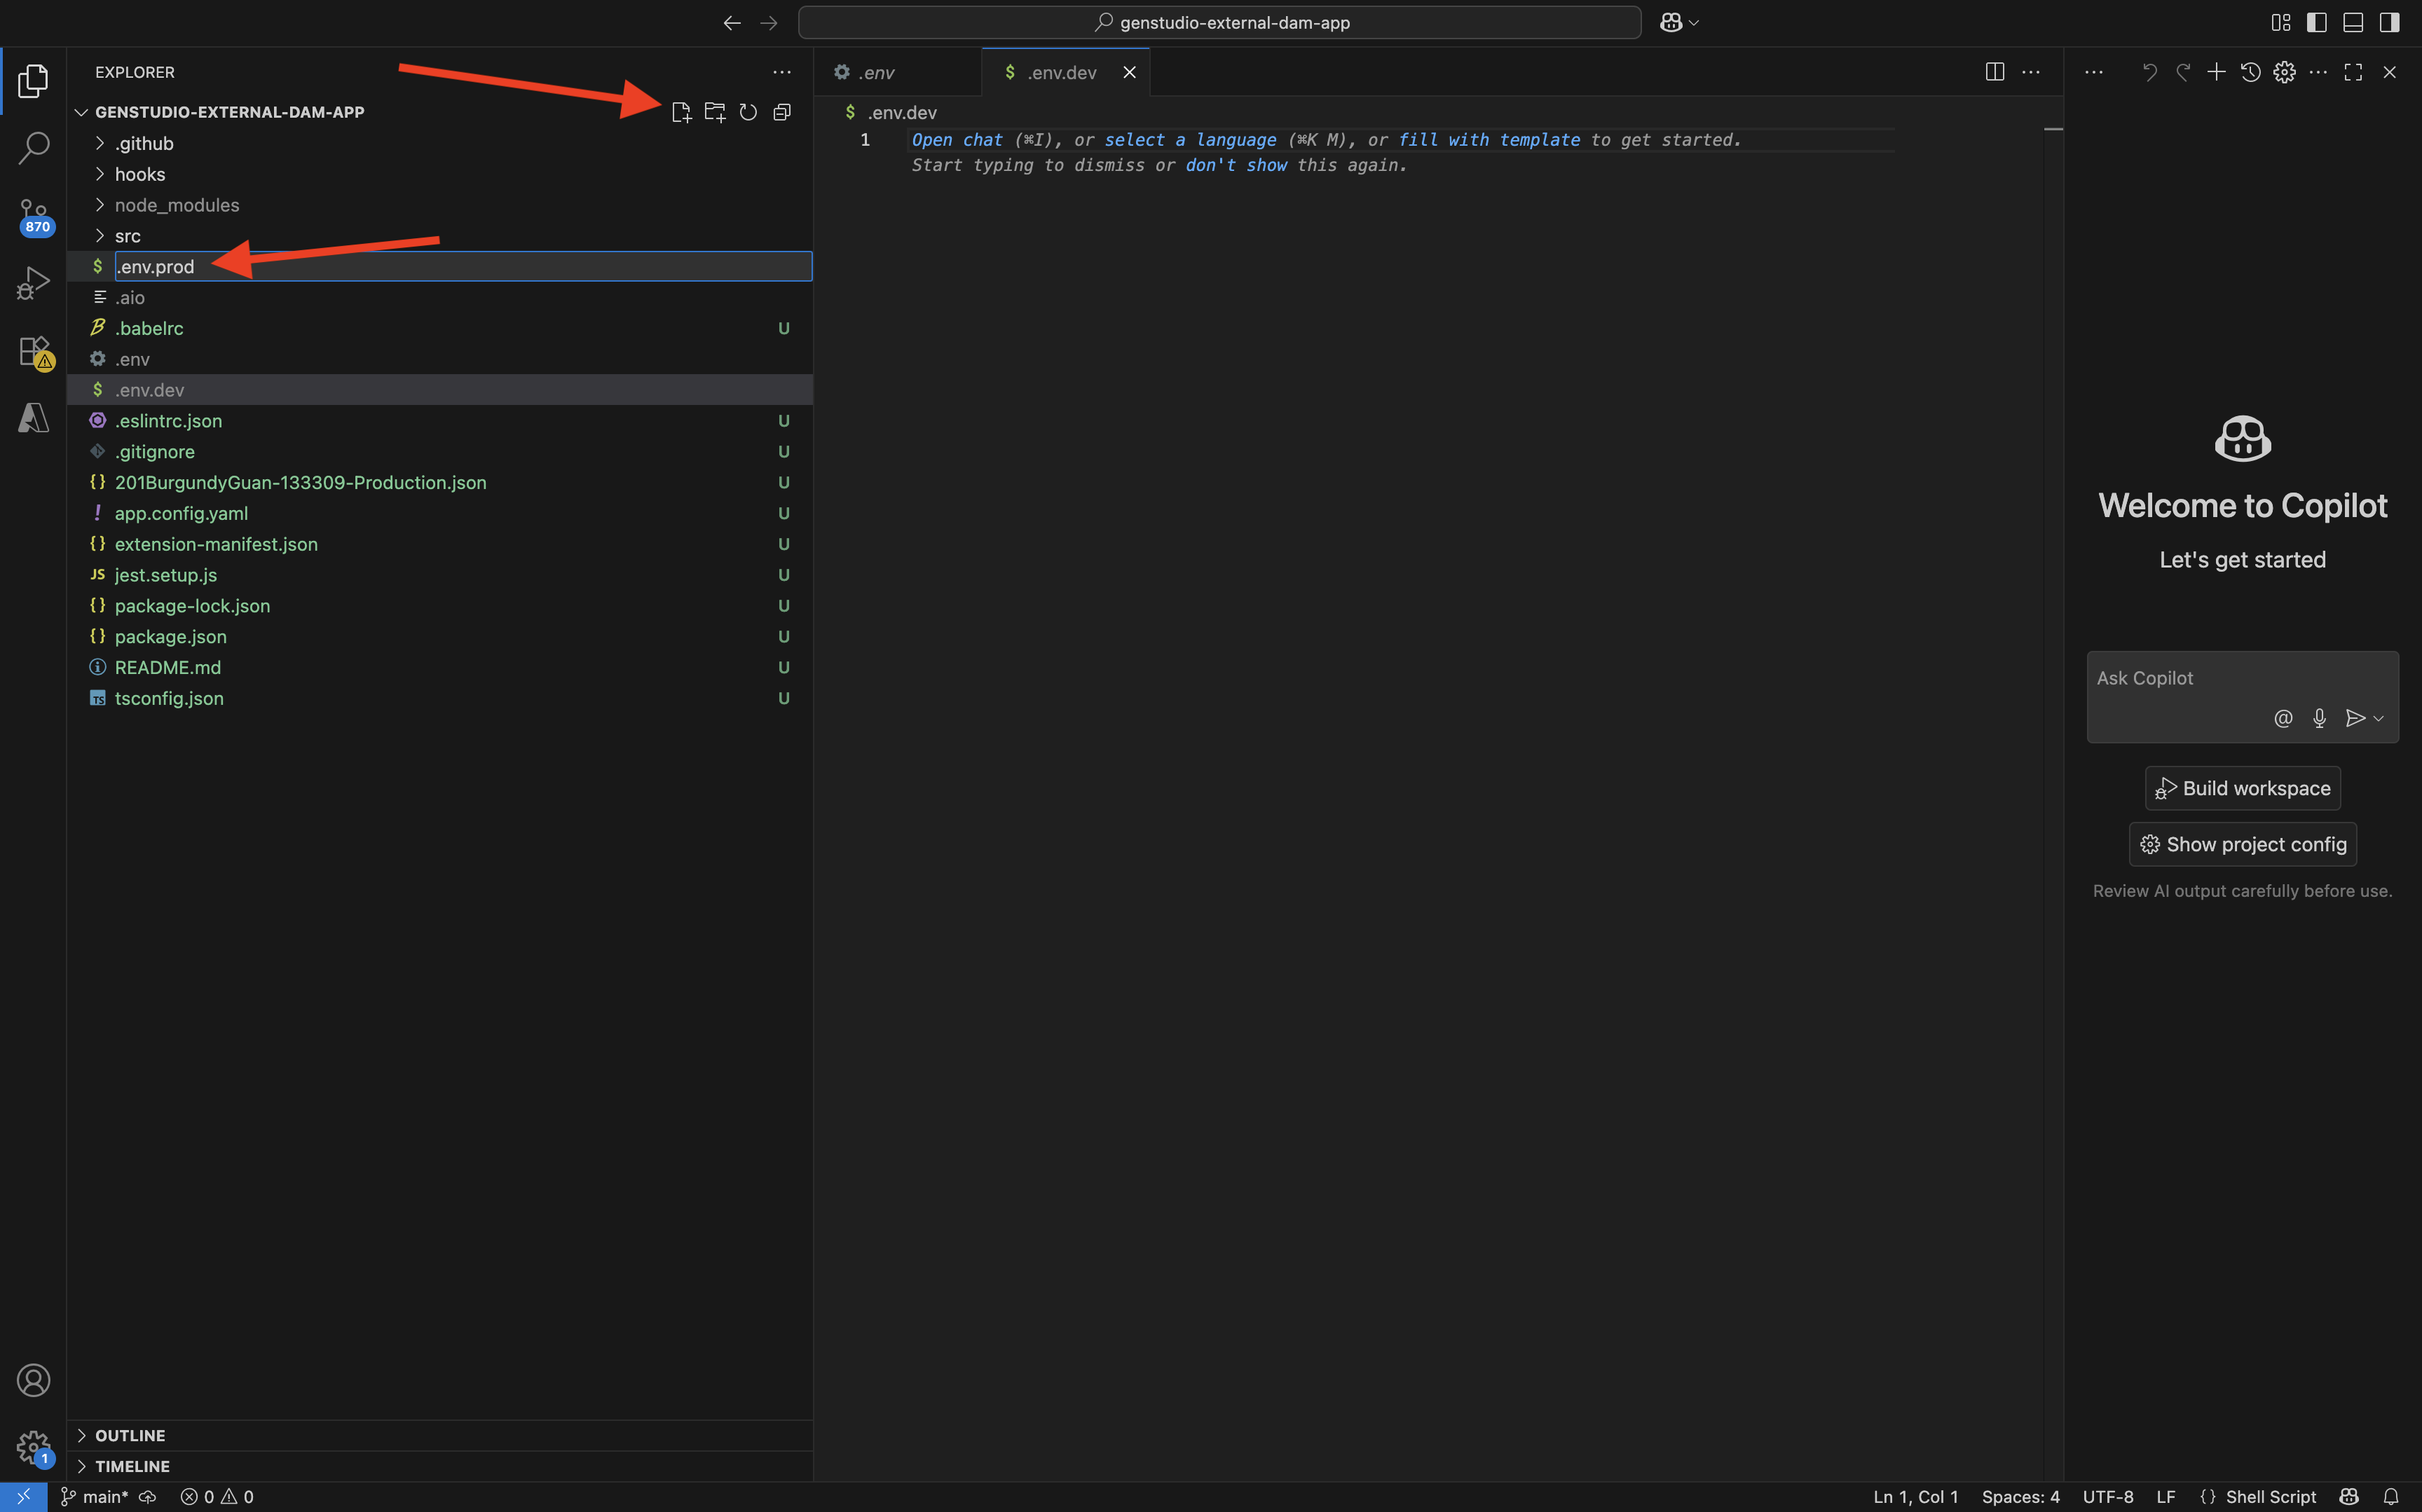 genstudio-external-dam-app
EXPLORER
GENSTUDIO-EXTERNAL-DAM-APP
.github
hooks
node_modules
src
$ .env.prod
.aio
.babelrc U
.env
$ .env.dev
.eslintrc.json U
.gitignore U
{} 201BurgundyGuan-133309-Production.json U
! app.config.yaml U
{} extension-manifest.json U
JS jest.setup.js U
{} package-lock.json U
{} package.json U
README.md U
TS tsconfig.json U
870
1
OUTLINE
TIMELINE
.env
$ .env.dev
$ .env.dev
1 Open chat (⌘I), or select a language (⌘K M), or fill with template to get started.
Start typing to dismiss or don't show this again.
Welcome to Copilot
Let's get started
Ask Copilot
@
Build workspace
Show project config
Review AI output carefully before use.
main* 0 0
Ln 1, Col 1 Spaces: 4 UTF-8 LF {} Shell Script